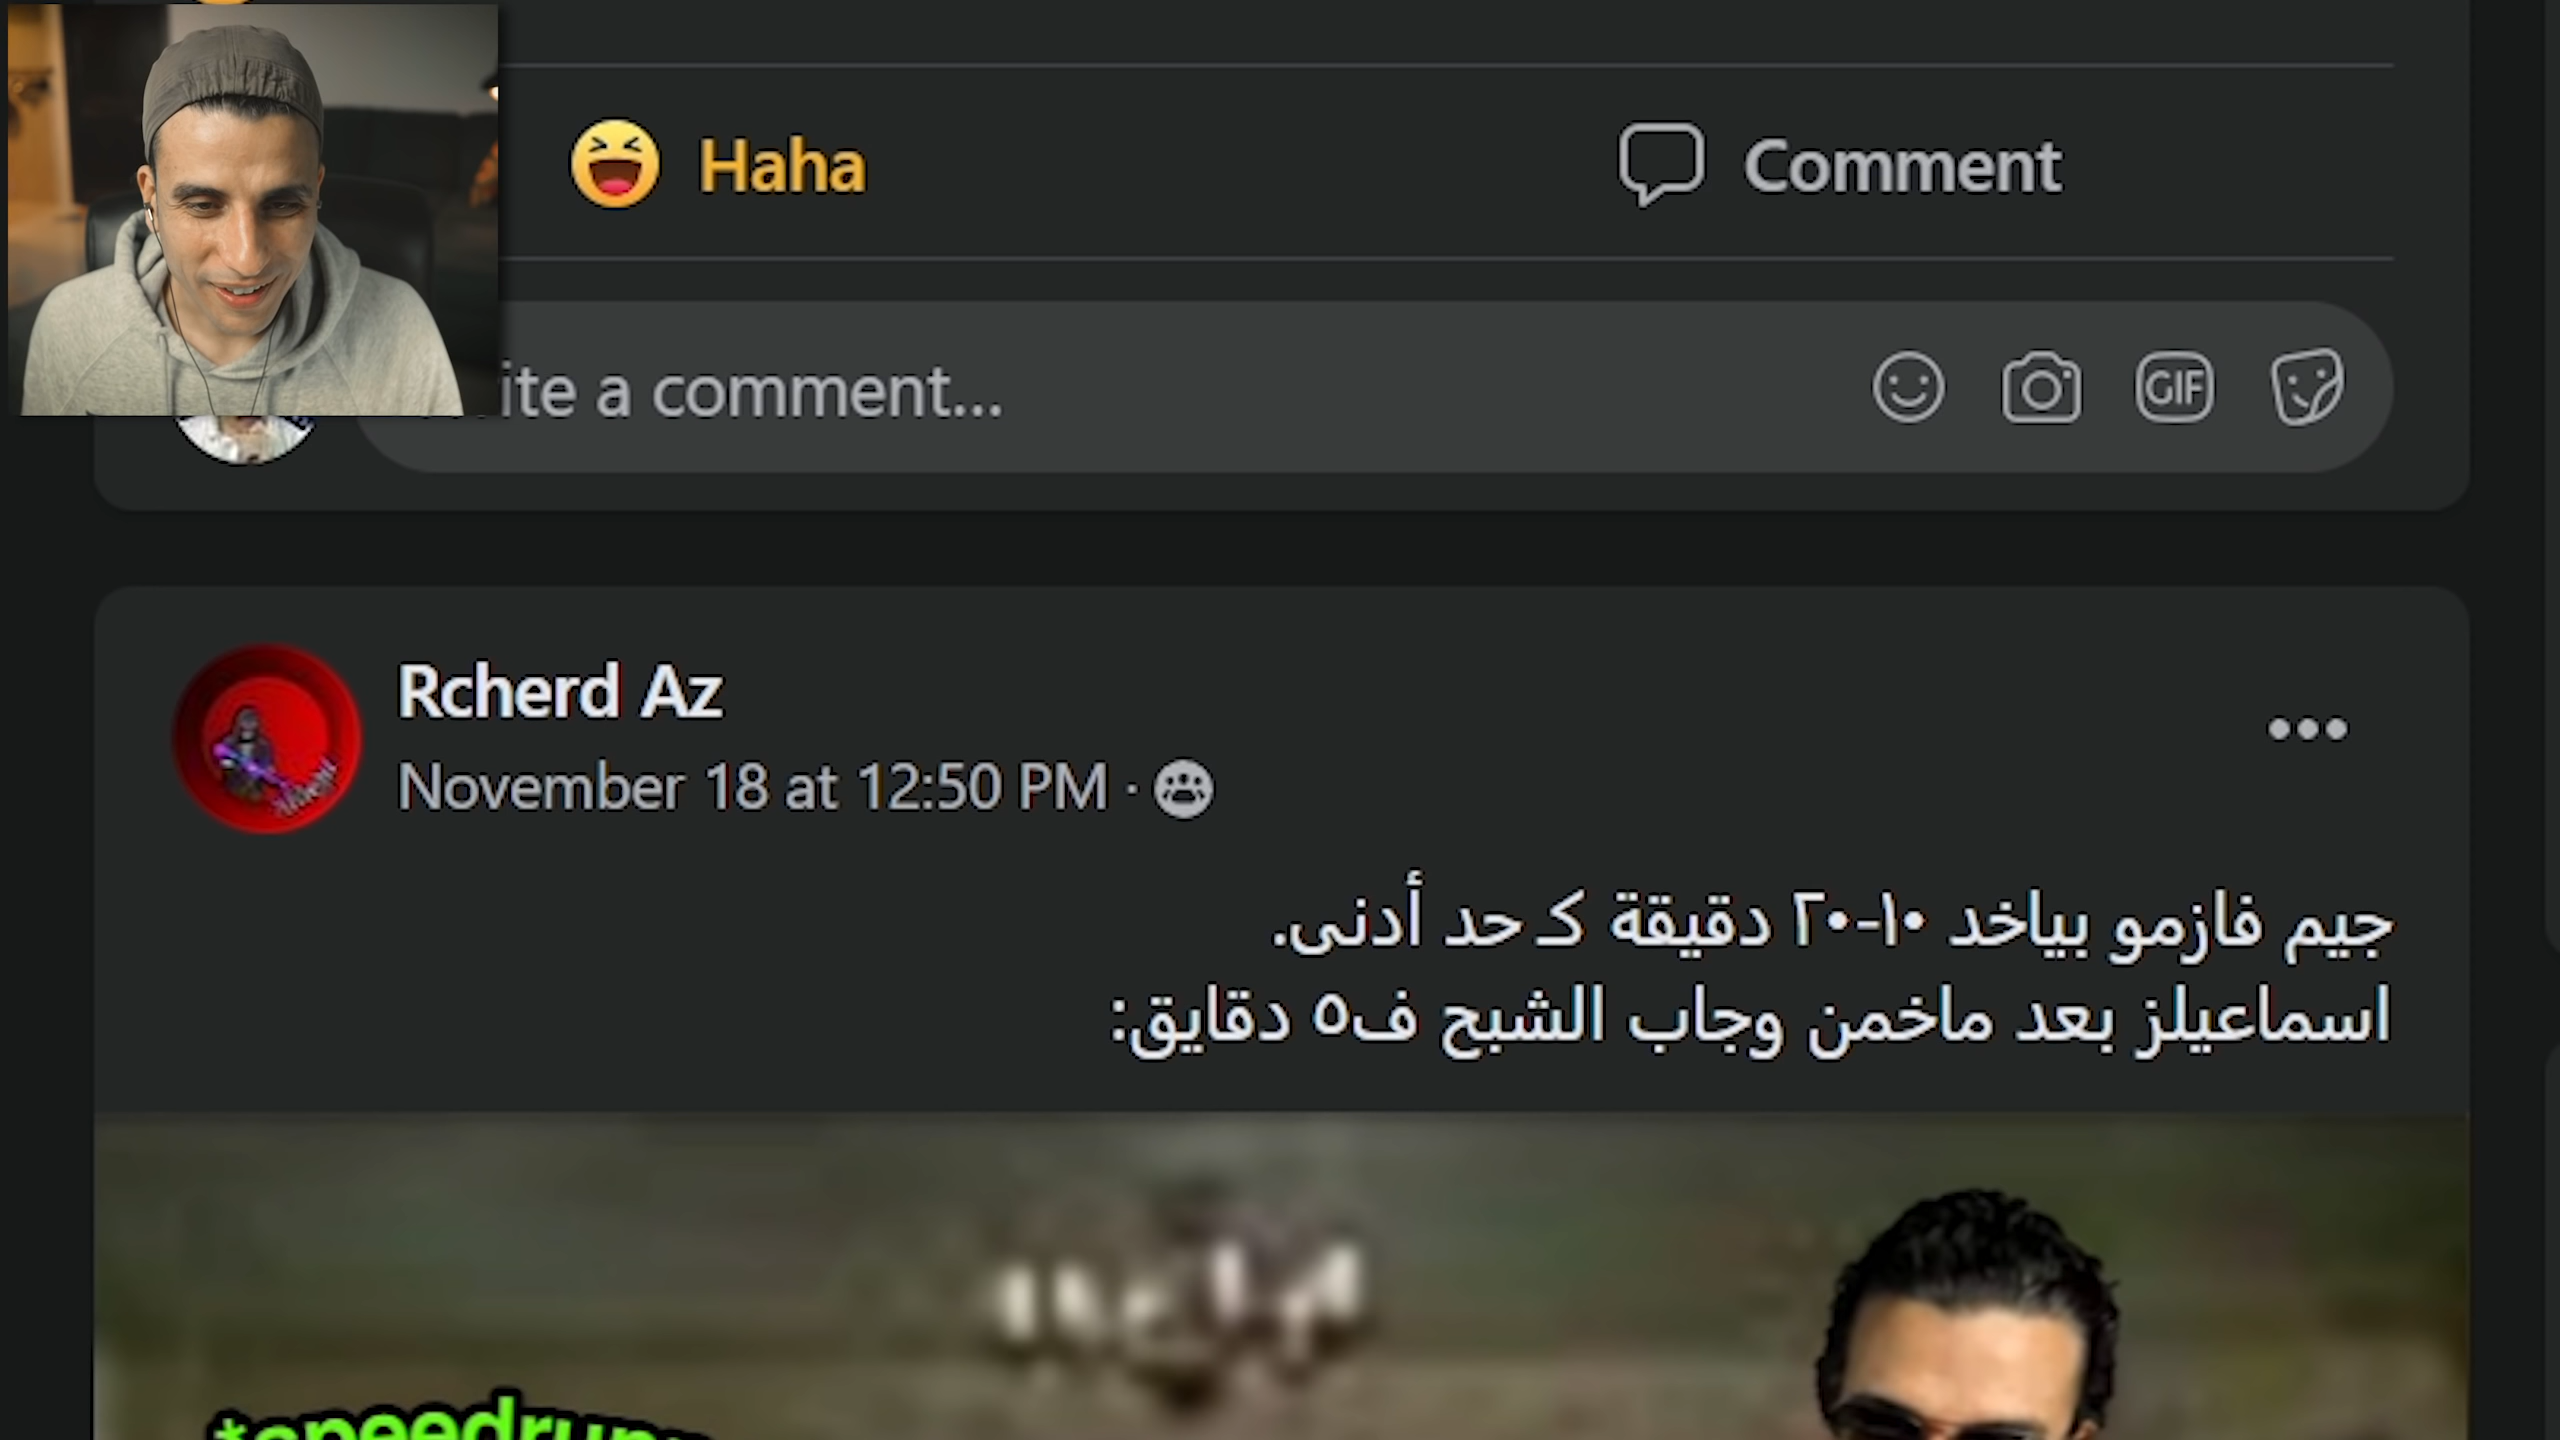 Haha
Comment
ite a comment...
GIF
Rcherd Az
November 18 at 12:50 PM ·
جيم فازمو بياخد ١٠-٢٠ دقيقة كـ حد أدنى.
اسماعيلز بعد ماخمن وجاب الشبح ف٥ دقايق: